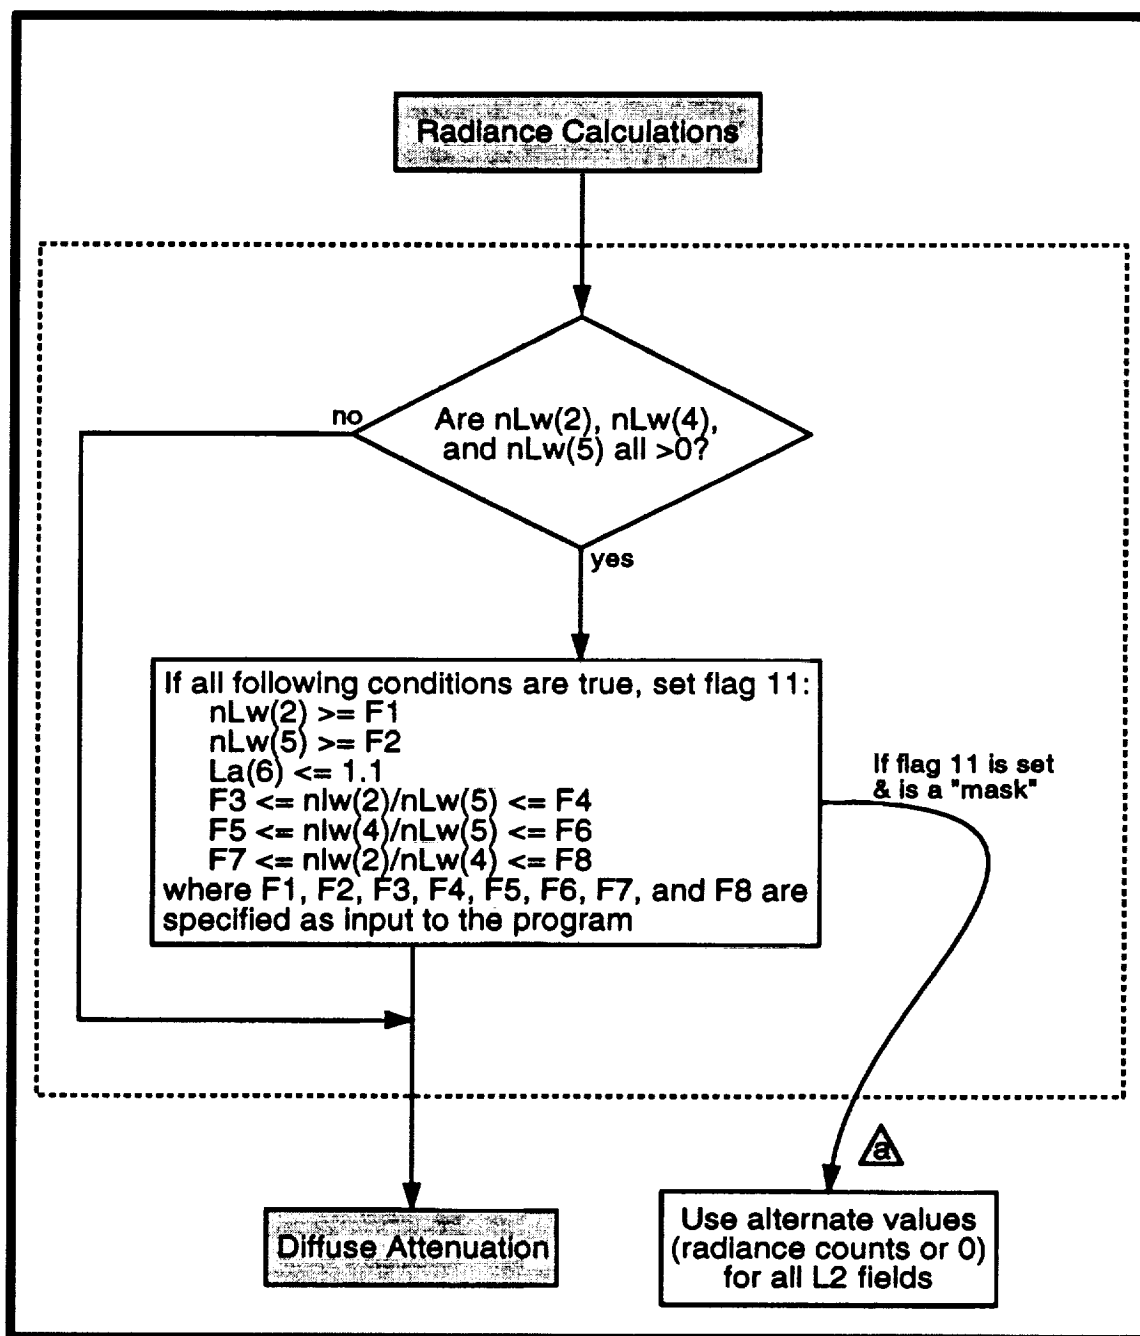 Radiance Calculations
no
Are nLw(2), nLw(4),
and nLw(5) all >0?
yes
If all following conditions are true, set flag 11:
nLw(2) >= F1
nLw(5) >= F2
La(6) <= 1.1
F3 <= nlw(2)/nLw(5) <= F4
F5 <= nlw(4)/nLw(5) <= F6
F7 <= nlw(2)/nLw(4) <= F8
where F1, F2, F3, F4, F5, F6, F7, and F8 are
specified as input to the program
If flag 11 is set
& is a "mask"
a
Diffuse Attenuation
Use alternate values
(radiance counts or 0)
for all L2 fields